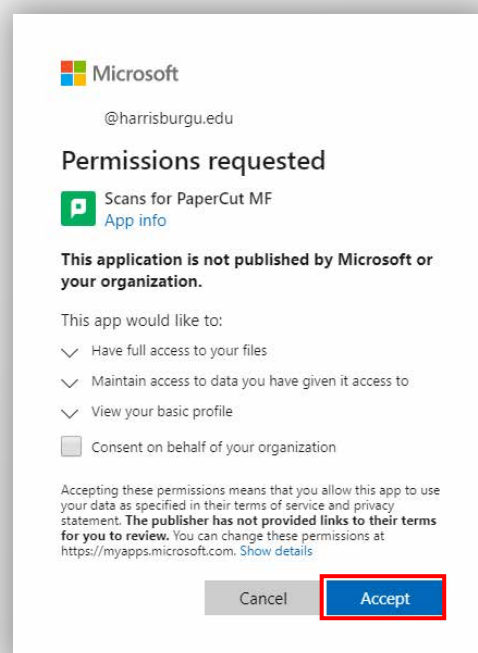 Microsoft
@harrisburgu.edu
Permissions requested
Scans for PaperCut MF
App info
This application is not published by Microsoft or
your organization.
This app would like to:
Have full access to your files
Maintain access to data you have given it access to
View your basic profile
Consent on behalf of your organization
Accepting these permissions means that you allow this app to use
your data as specified in their terms of service and privacy
statement. The publisher has not provided links to their terms
for you to review. You can change these permissions at
https://myapps.microsoft.com. Show details
Cancel Accept